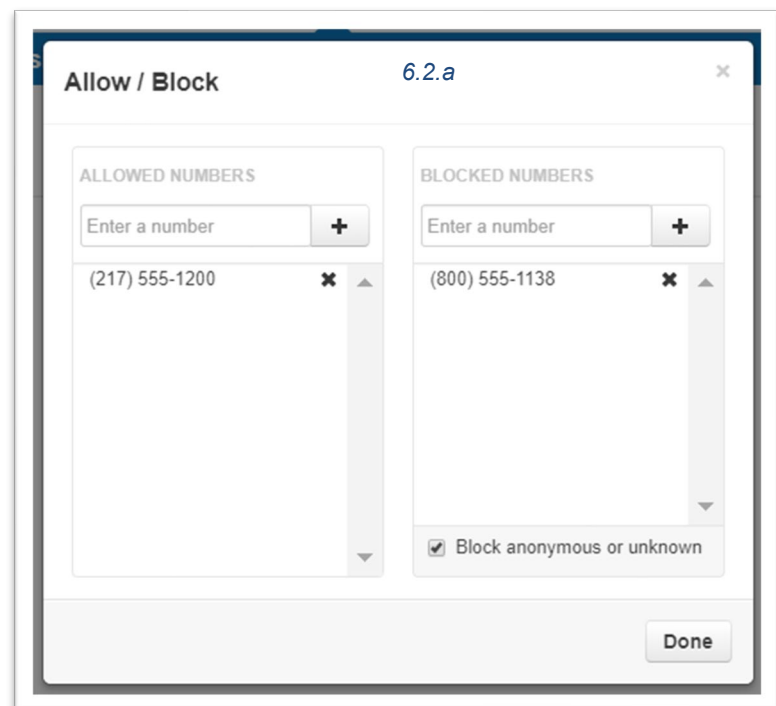 s
Allow / Block
6.2.a
×
ALLOWED NUMBERS
Enter a number +
(217) 555-1200 ✖
BLOCKED NUMBERS
Enter a number +
(800) 555-1138 ✖
Block anonymous or unknown
Done